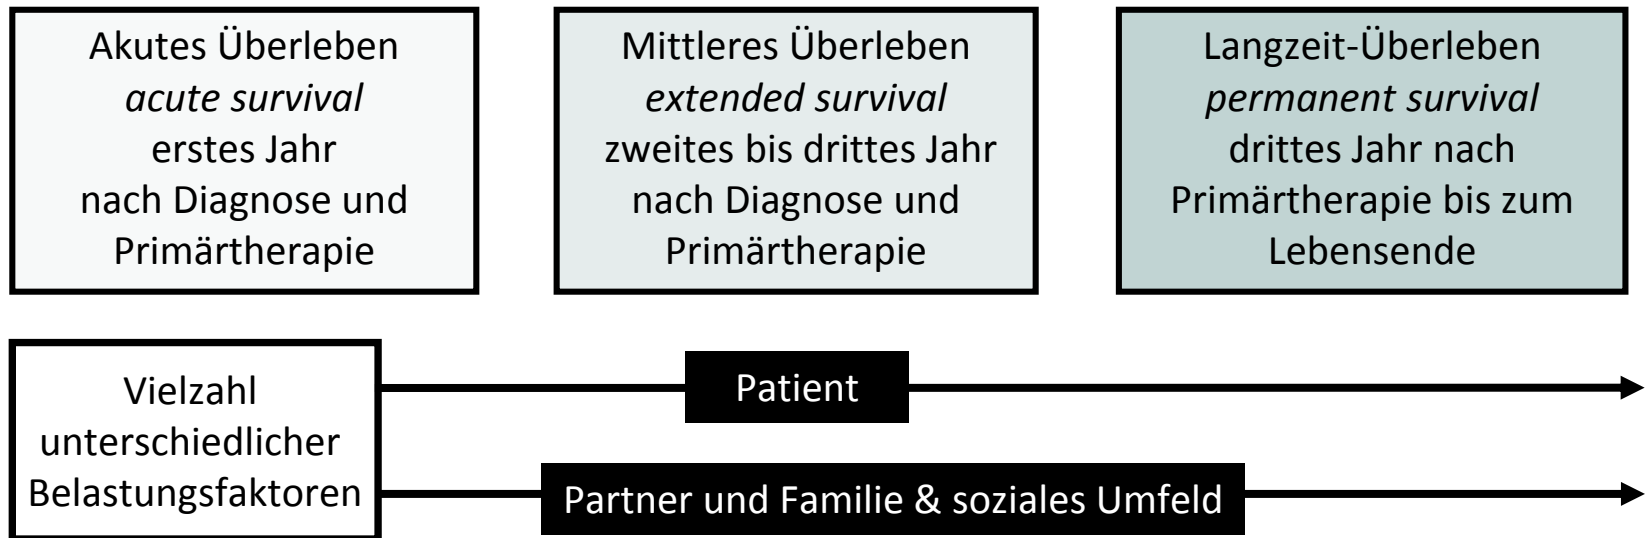 Akutes Überleben
acute survival
erstes Jahr
nach Diagnose und
Primärtherapie
Mittleres Überleben
extended survival
zweites bis drittes Jahr
nach Diagnose und
Primärtherapie
Langzeit-Überleben
permanent survival
drittes Jahr nach
Primärtherapie bis zum
Lebensende
Vielzahl
unterschiedlicher
Belastungsfaktoren
Patient
Partner und Familie & soziales Umfeld